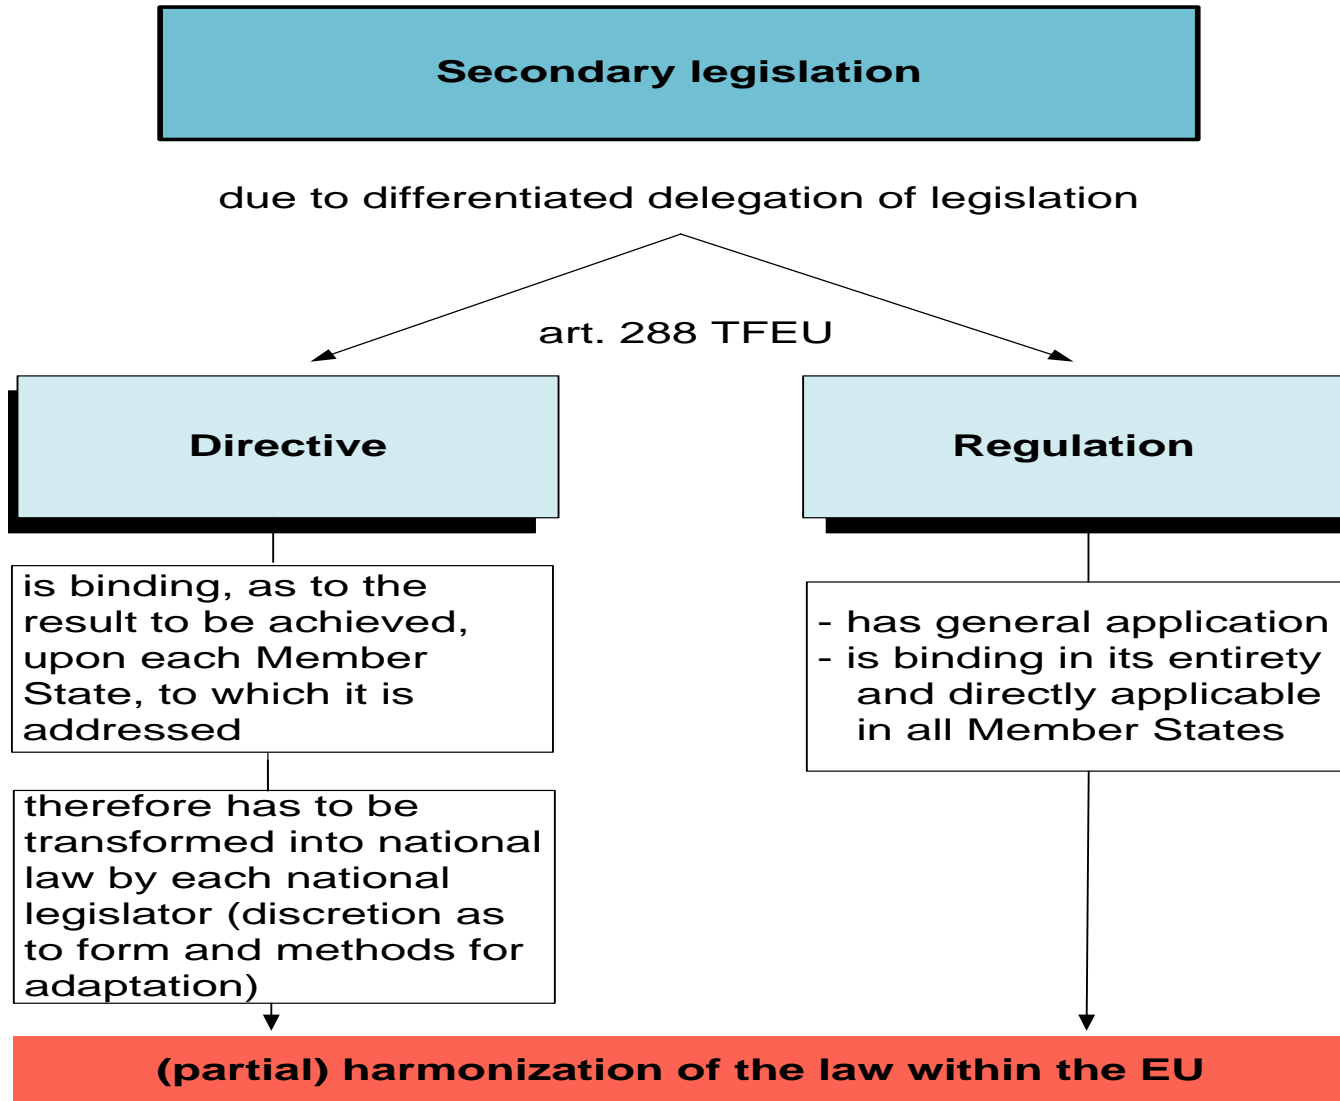 Secondary legislation
due to differentiated delegation of legislation
art. 288 TFEU
Directive
Regulation
is binding, as to the
result to be achieved,
upon each Member
State, to which it is
addressed
- has general application
- is binding in its entirety
and directly applicable
in all Member States
therefore has to be
transformed into national
law by each national
legislator (discretion as
to form and methods for
adaptation)
(partial) harmonization of the law within the EU